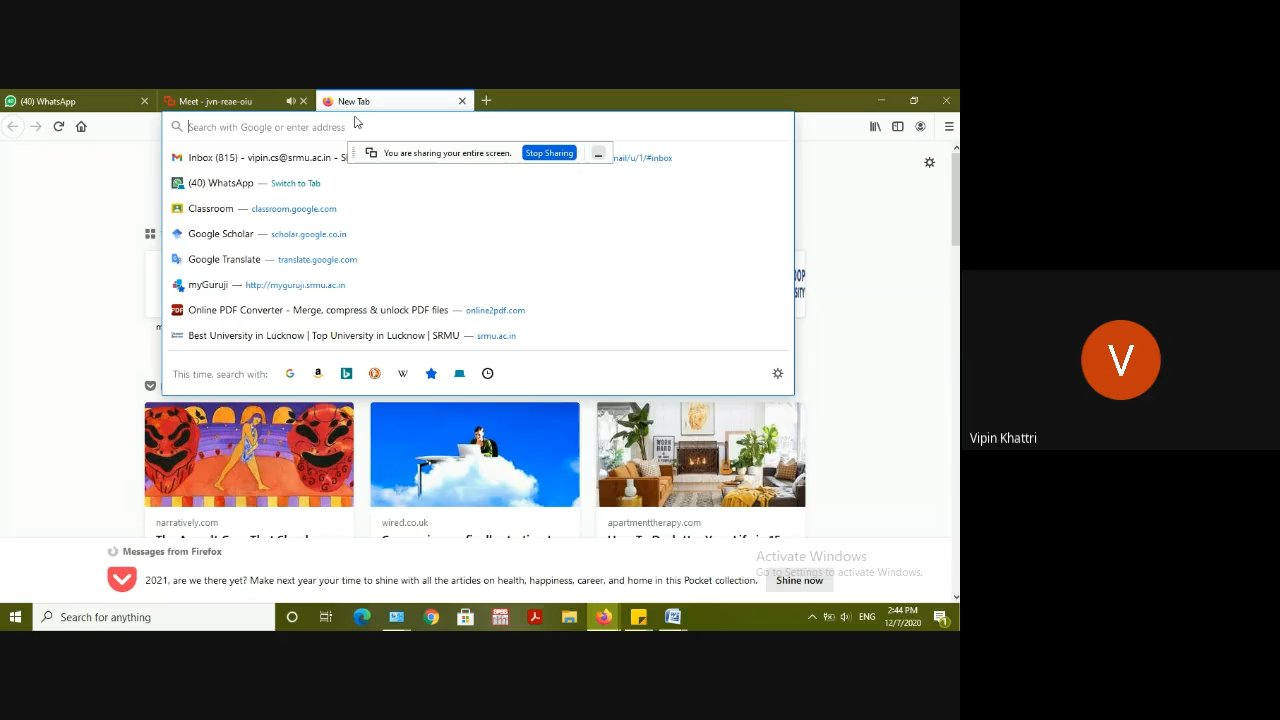 (40) WhatsApp
Meet - jvn-reae-oiu
New Tab
Search with Google or enter address
You are sharing your entire screen. Stop Sharing
Inbox (815) - vipin.cs@srmu.ac.in - S mail/u/1/#inbox
(40) WhatsApp — Switch to Tab
Classroom — classroom.google.com
Google Scholar — scholar.google.co.in
Google Translate — translate.google.com
myGuruji — http://myguruji.srmu.ac.in
Online PDF Converter - Merge, compress & unlock PDF files — online2pdf.com
Best University in Lucknow | Top University in Lucknow | SRMU — srmu.ac.in
This time, search with:
WORK HARD &
narratively.com
wired.co.uk
apartmenttherapy.com
Messages from Firefox
2021, are we there yet? Make next year your time to shine with all the articles on health, happiness, career, and home in this Pocket collection.
Shine now
Activate Windows
Go to Settings to activate Windows.
Search for anything
ENG
2:44 PM
12/7/2020
V
Vipin Khattri